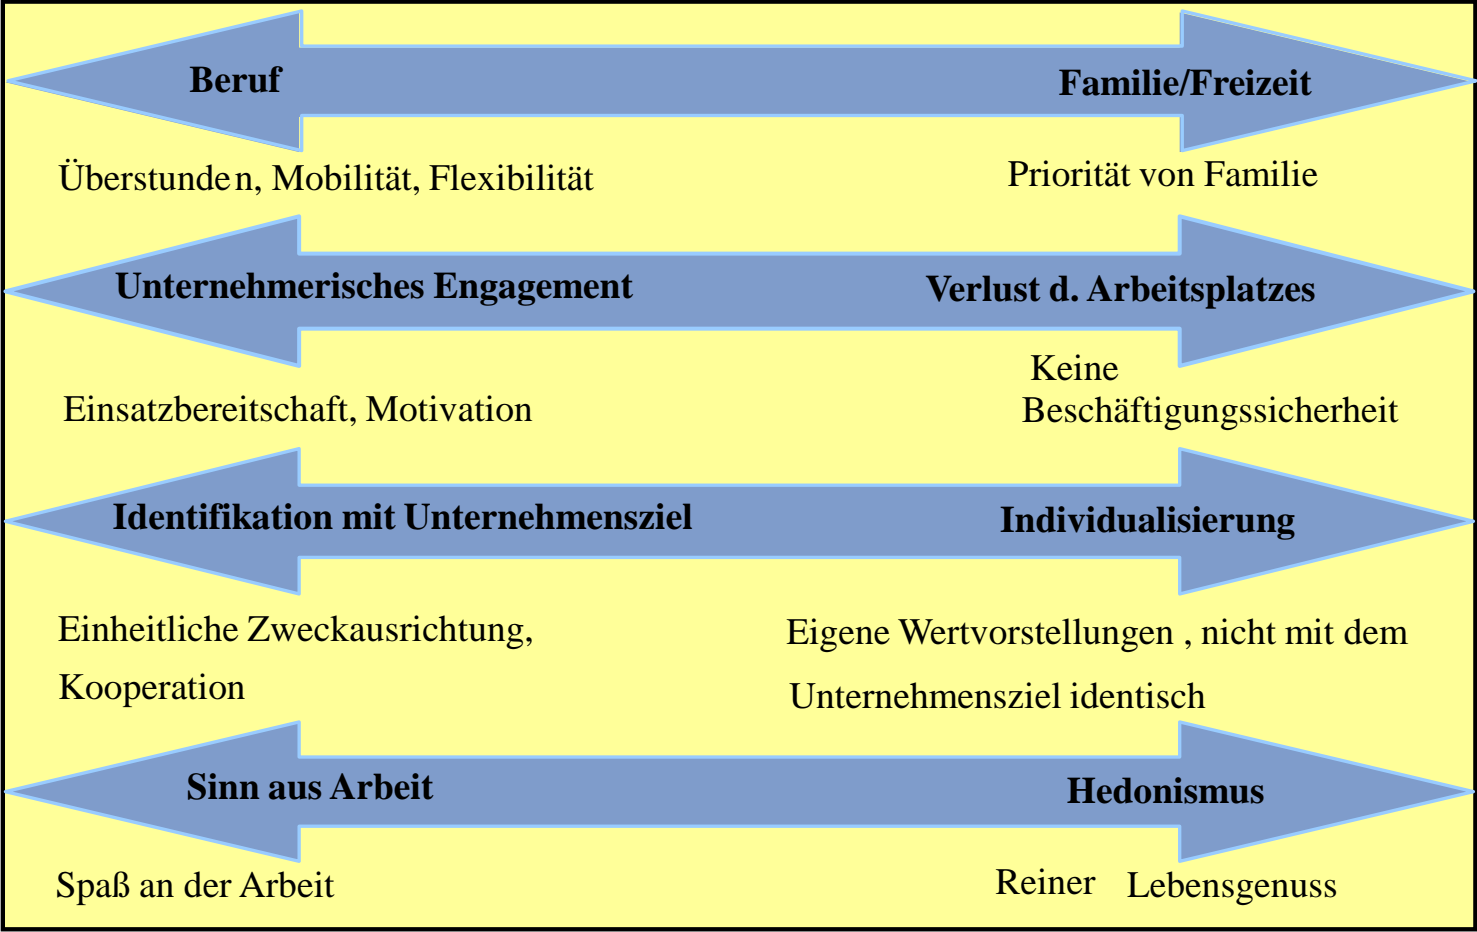 Beruf
Familie/Freizeit
Überstunden, Mobilität, Flexibilität
Priorität von Familie
Unternehmerisches Engagement
Verlust d. Arbeitsplatzes
Einsatzbereitschaft, Motivation
Keine
Beschäftigungssicherheit
Identifikation mit Unternehmensziel
Individualisierung
Einheitliche Zweckausrichtung,
Kooperation
Eigene Wertvorstellungen , nicht mit dem
Unternehmensziel identisch
Sinn aus Arbeit
Hedonismus
Spaß an der Arbeit
Reiner Lebensgenuss